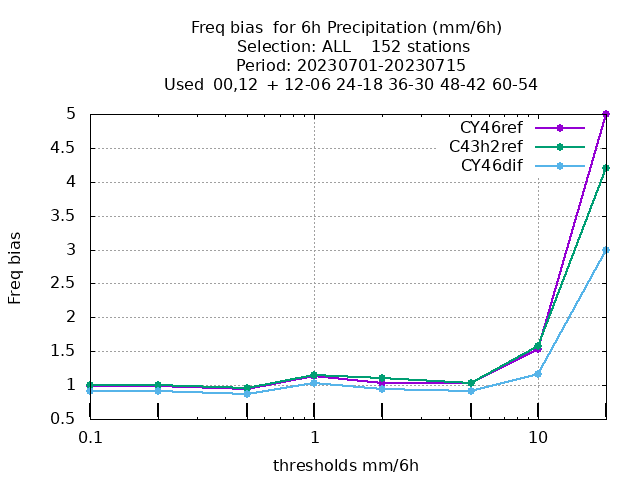 Freq bias  for 6h Precipitation (mm/6h)
Selection: ALL    152 stations
Period: 20230701-20230715
Used  00,12  + 12-06 24-18 36-30 48-42 60-54
CY46ref
C43h2ref
CY46dif
5
4.5
4
3.5
3
2.5
2
1.5
1
0.5
Freq bias
0.1 1 10
thresholds mm/6h